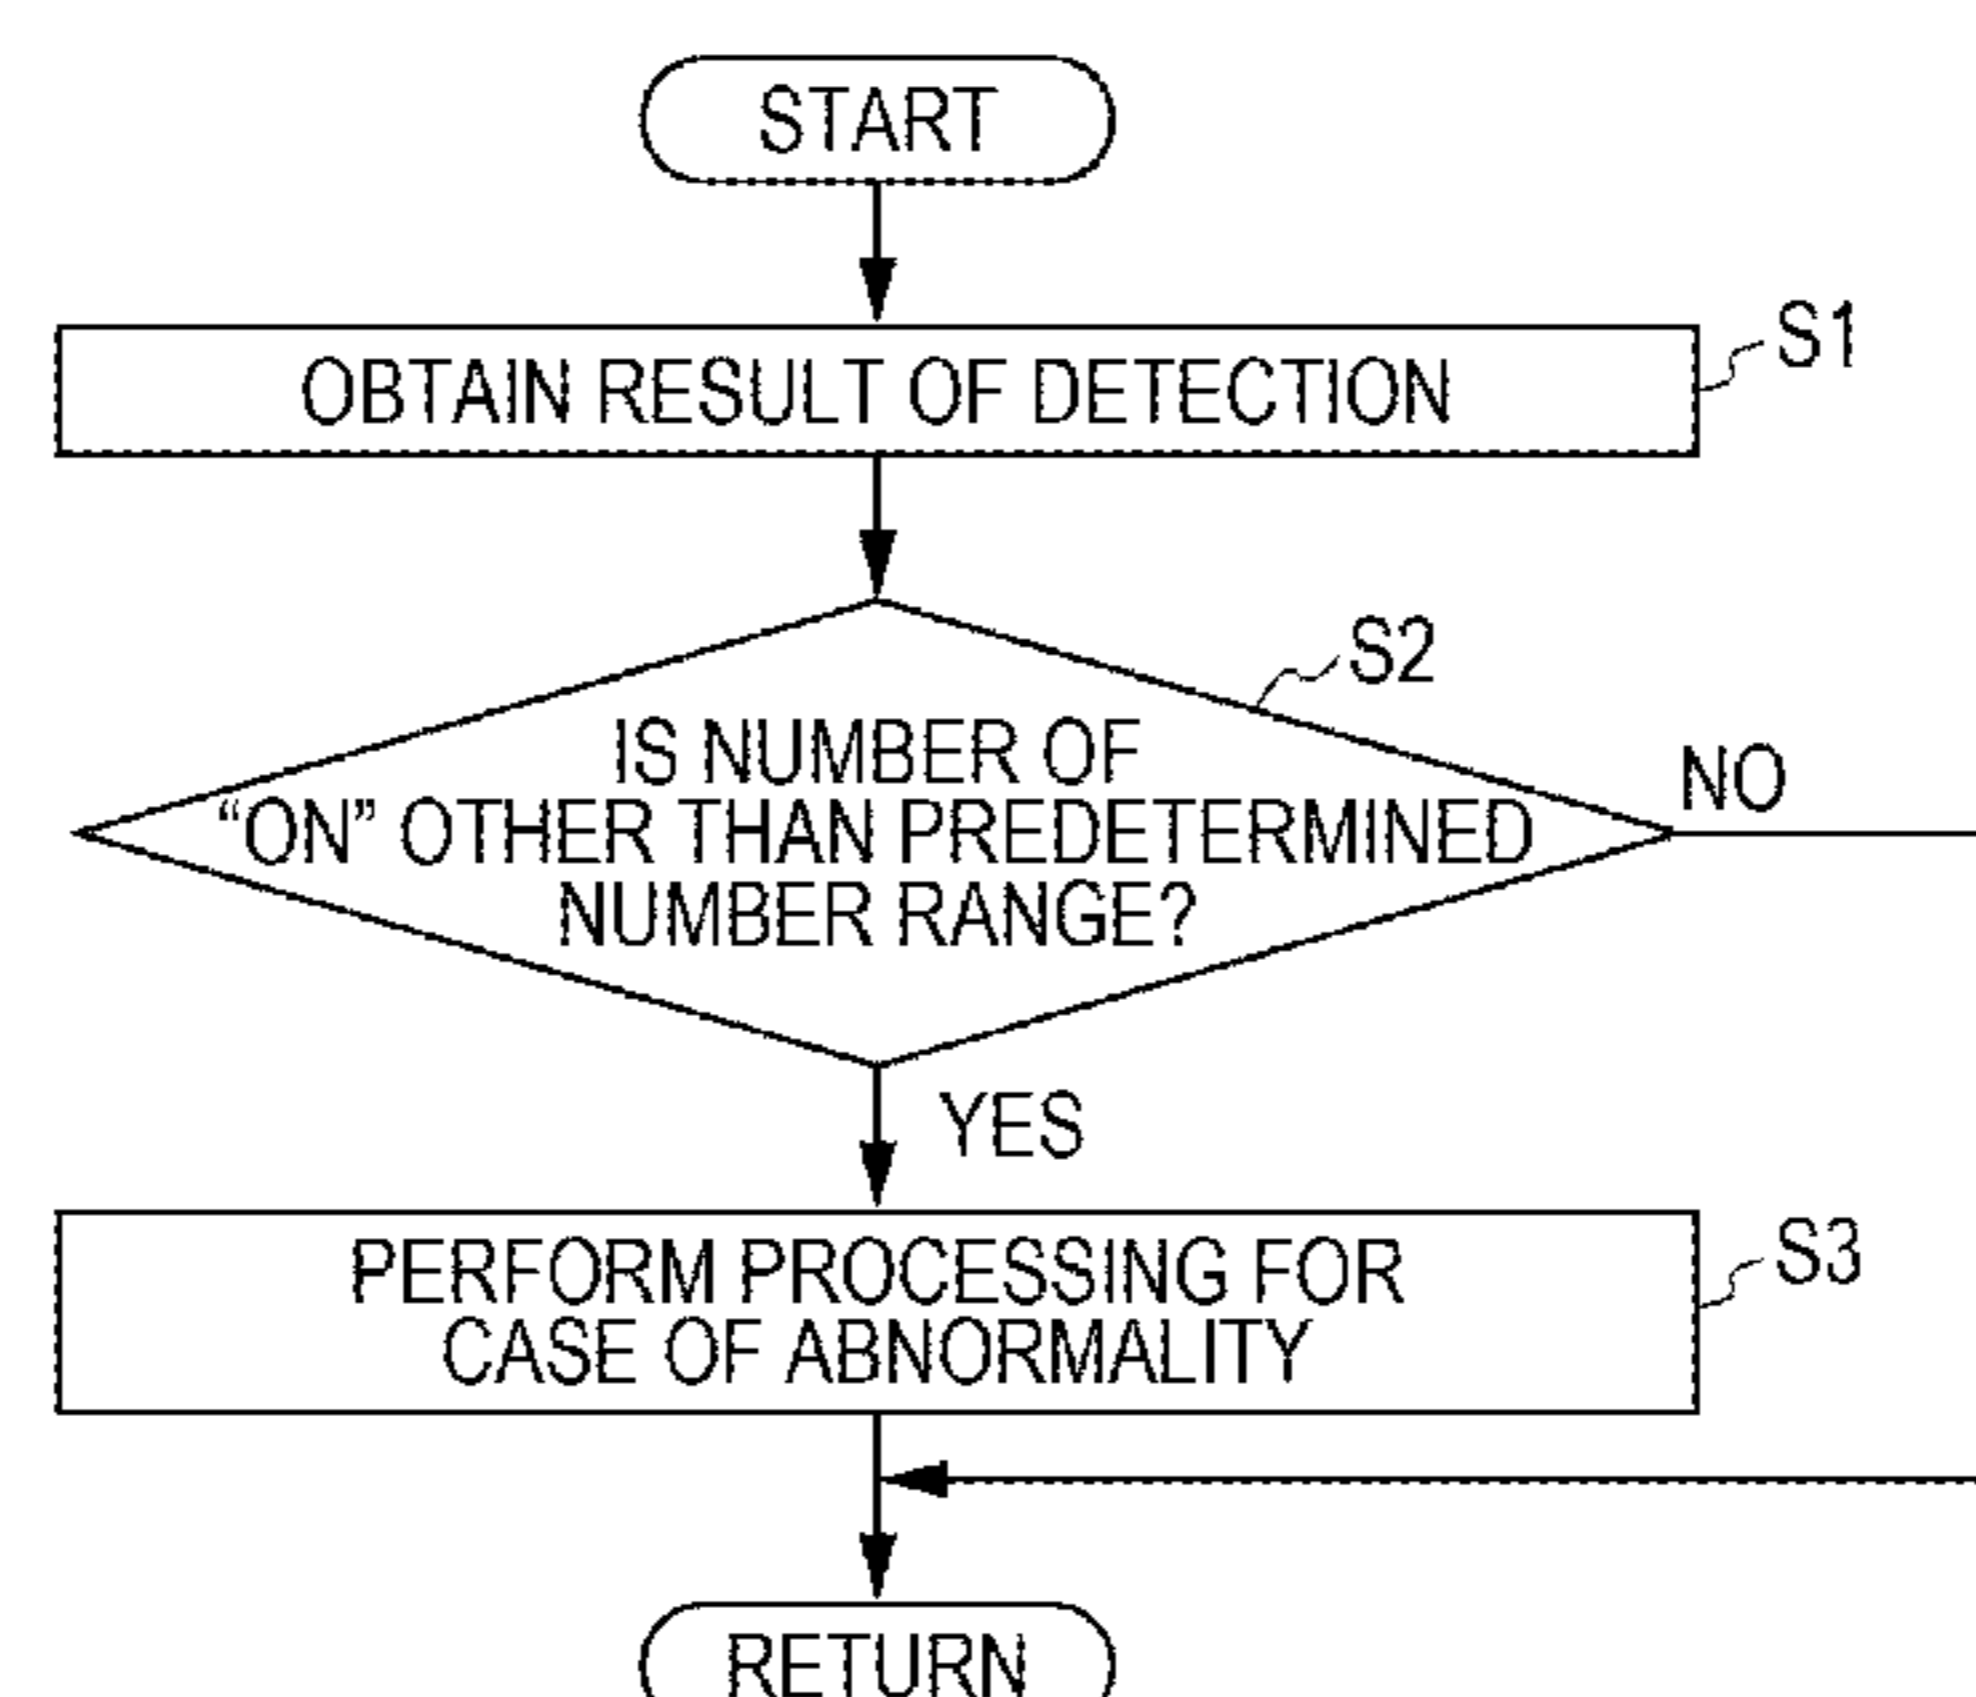 START
OBTAIN RESULT OF DETECTION
S1
S2
IS NUMBER OF
“ON” OTHER THAN PREDETERMINED
NUMBER RANGE?
NO
YES
PERFORM PROCESSING FOR
CASE OF ABNORMALITY
S3
RETURN